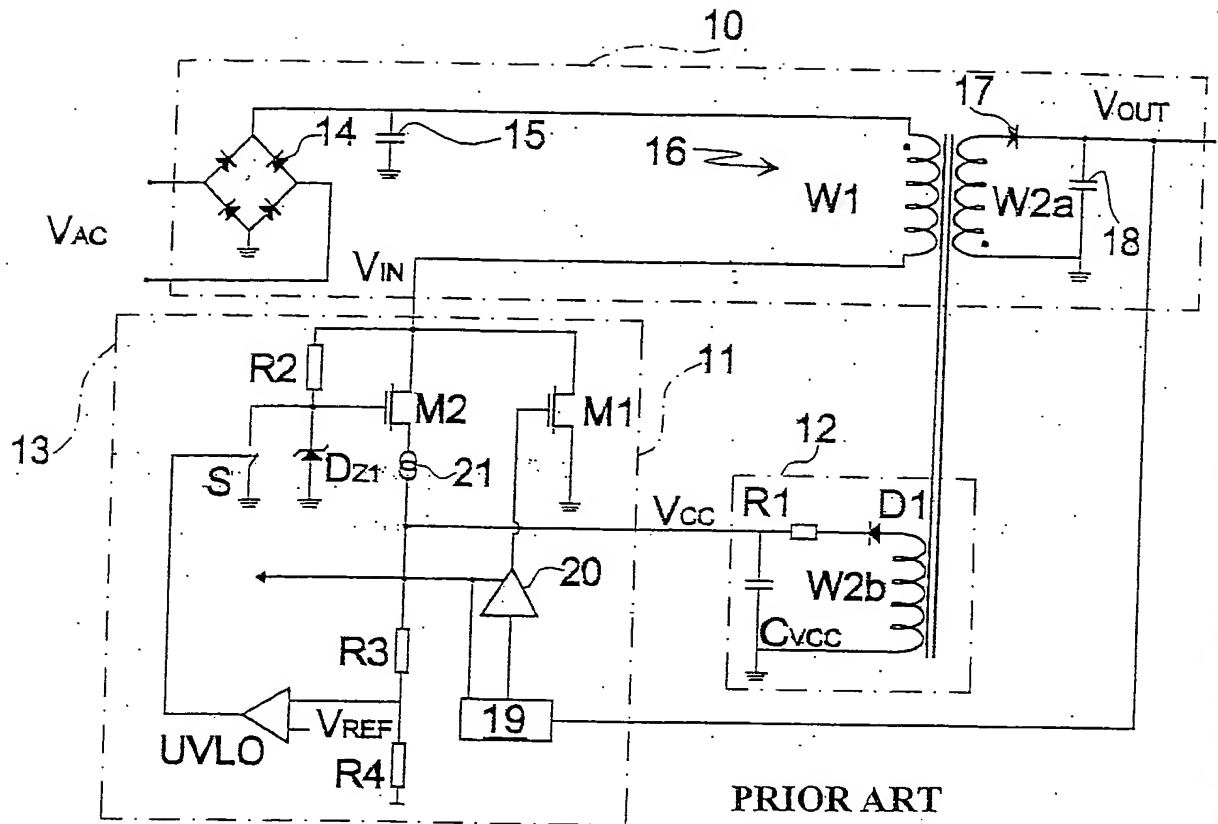 10
14
15
16
17
VOUT
VAC
VIN
W1
W2a
18
R2
M2
M1
11
13
S
DZ1
21
12
VCC
R1
D1
20
W2b
CVCC
R3
VREF
UVLO
19
R4
PRIOR ART